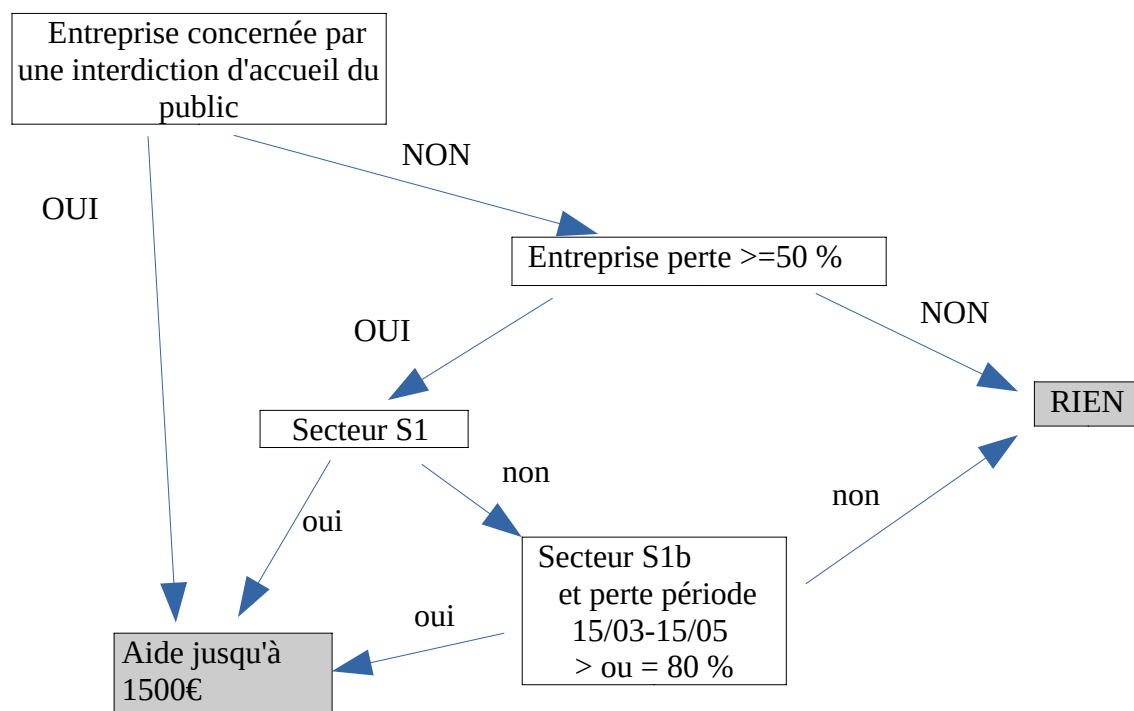 Entreprise concernée par
une interdiction d'accueil du
public
NON
OUI
Entreprise perte >=50 %
OUI
NON
RIEN
Secteur S1
non
non
oui
Secteur S1b
et perte période
15/03-15/05
> ou = 80 %
oui
Aide jusqu'à
1500€